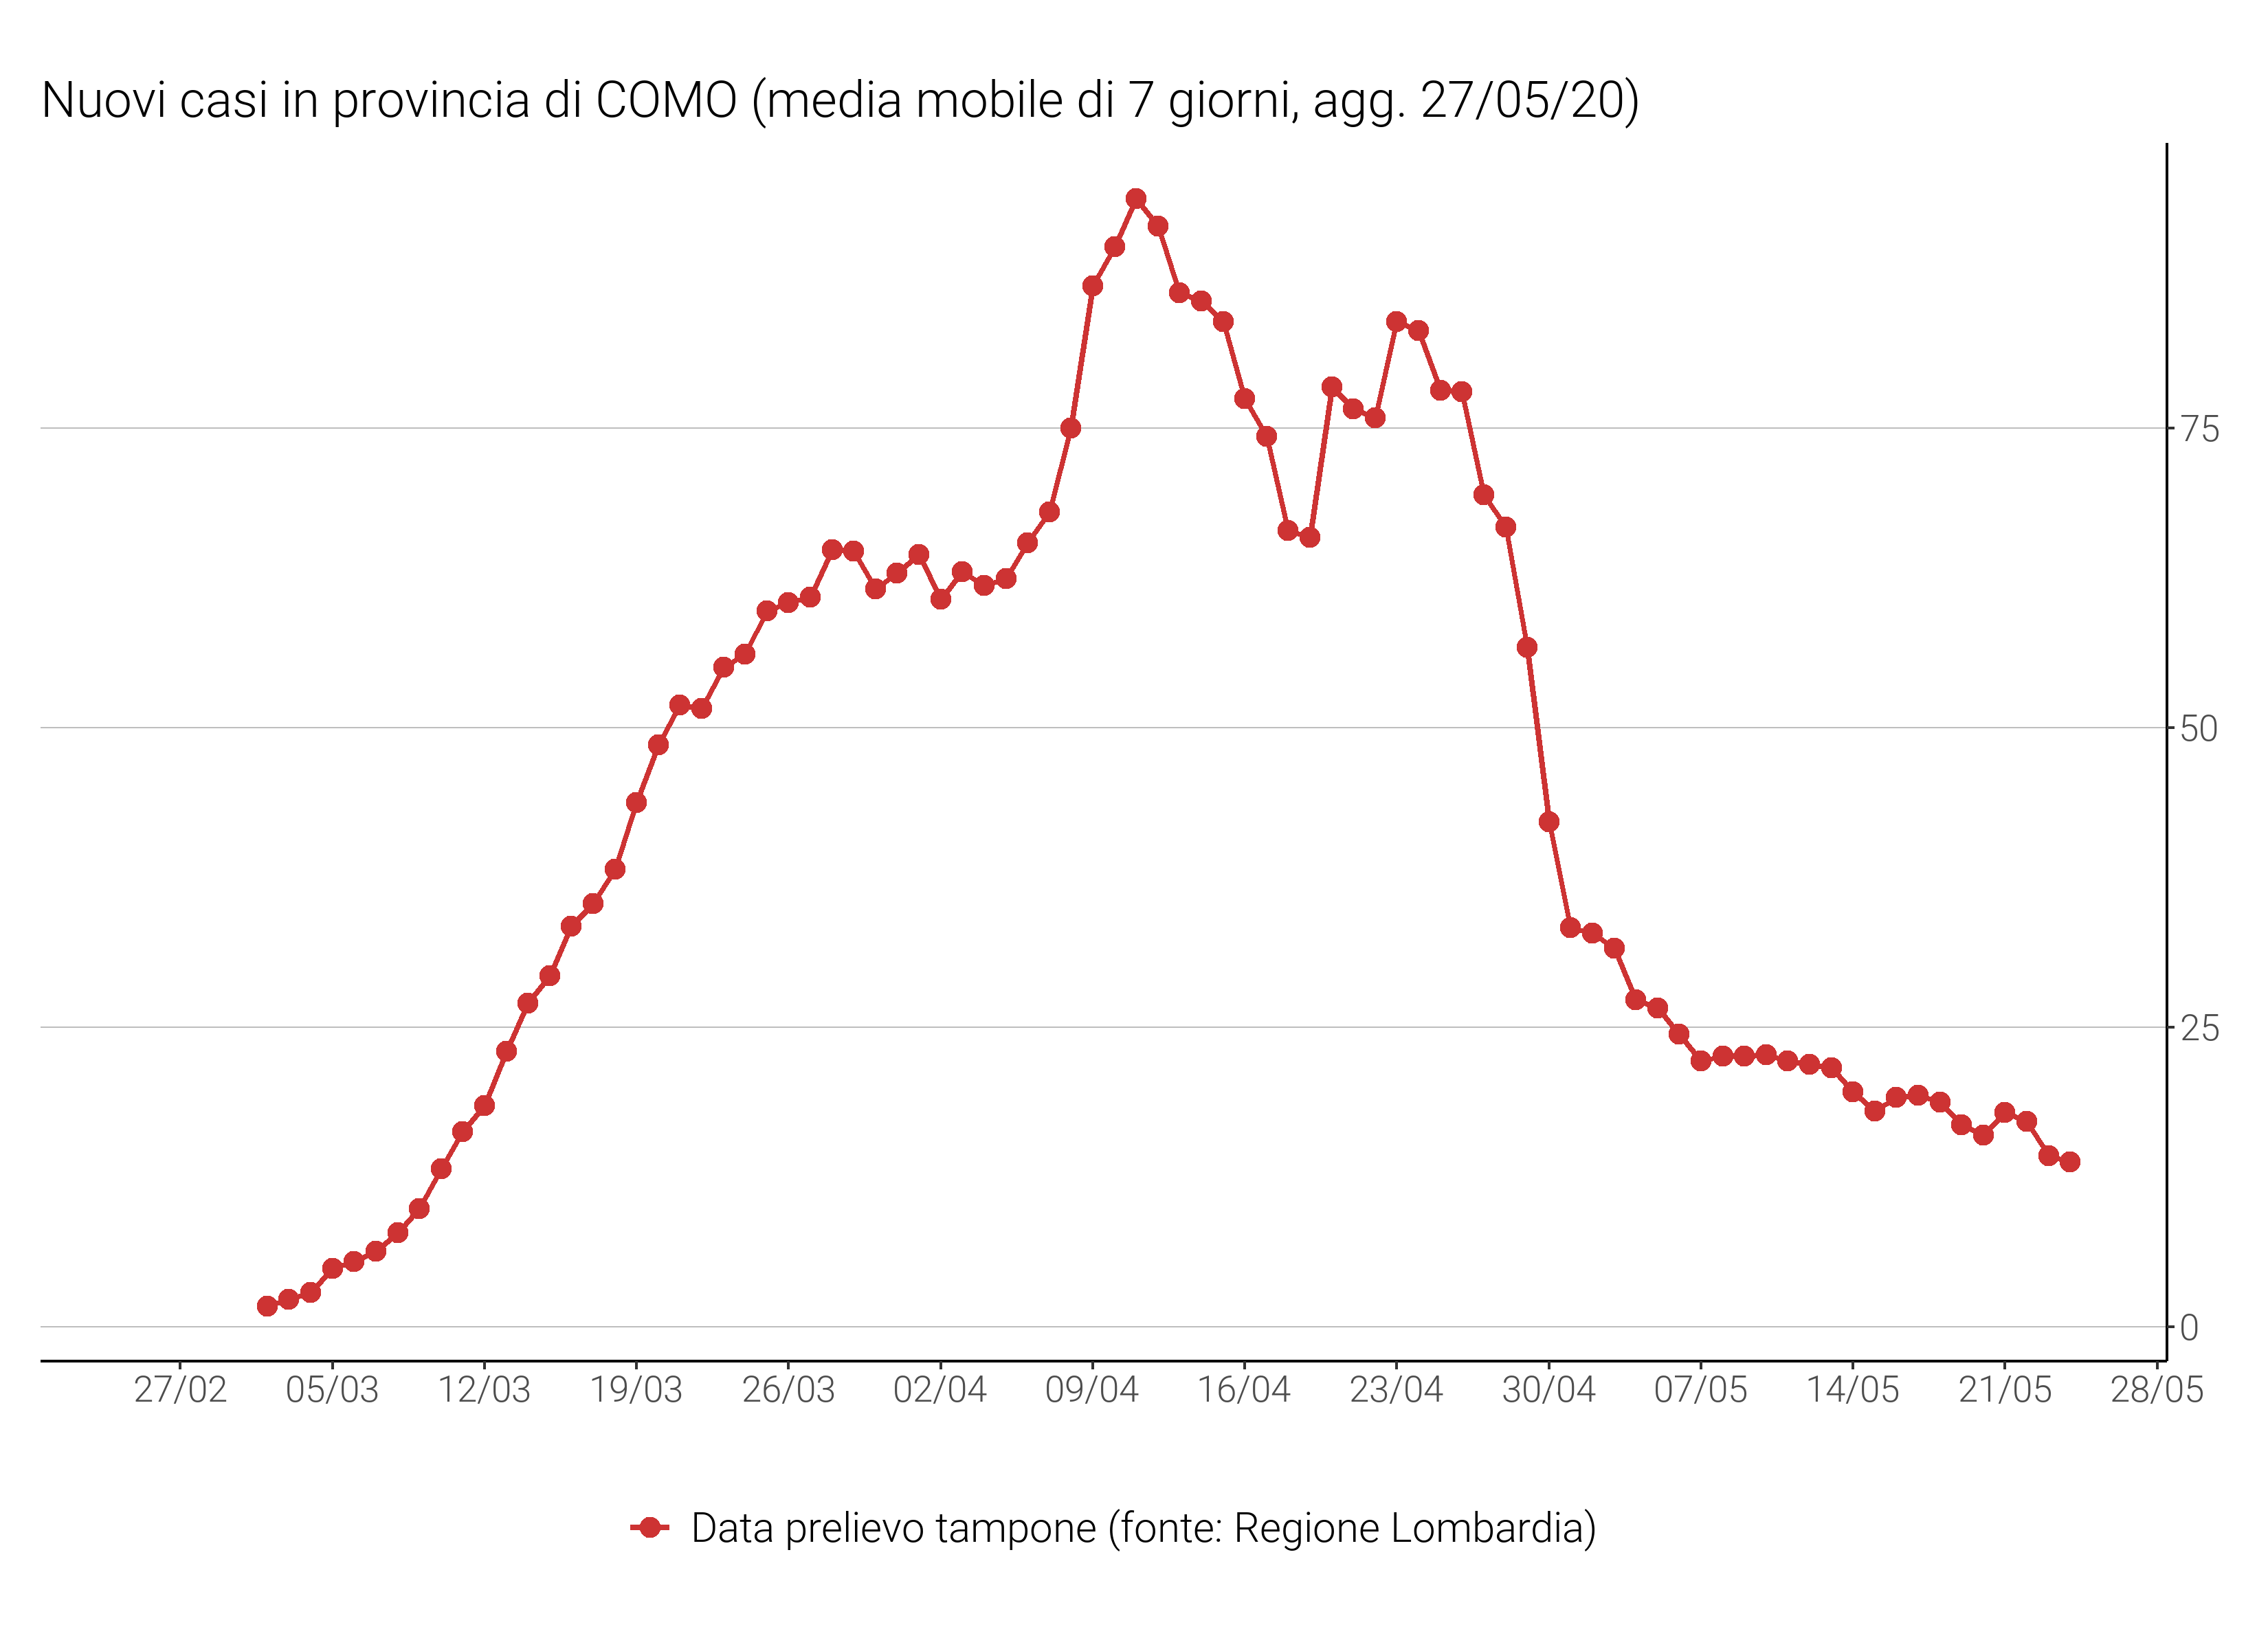 Nuovi casi in provincia di COMO (media mobile di 7 giorni, agg. 27/05/20)
75
50
25
0
27/02 05/03 12/03 19/03 26/03 02/04 09/04 16/04 23/04 30/04 07/05 14/05 21/05 28/05
Data prelievo tampone (fonte: Regione Lombardia)